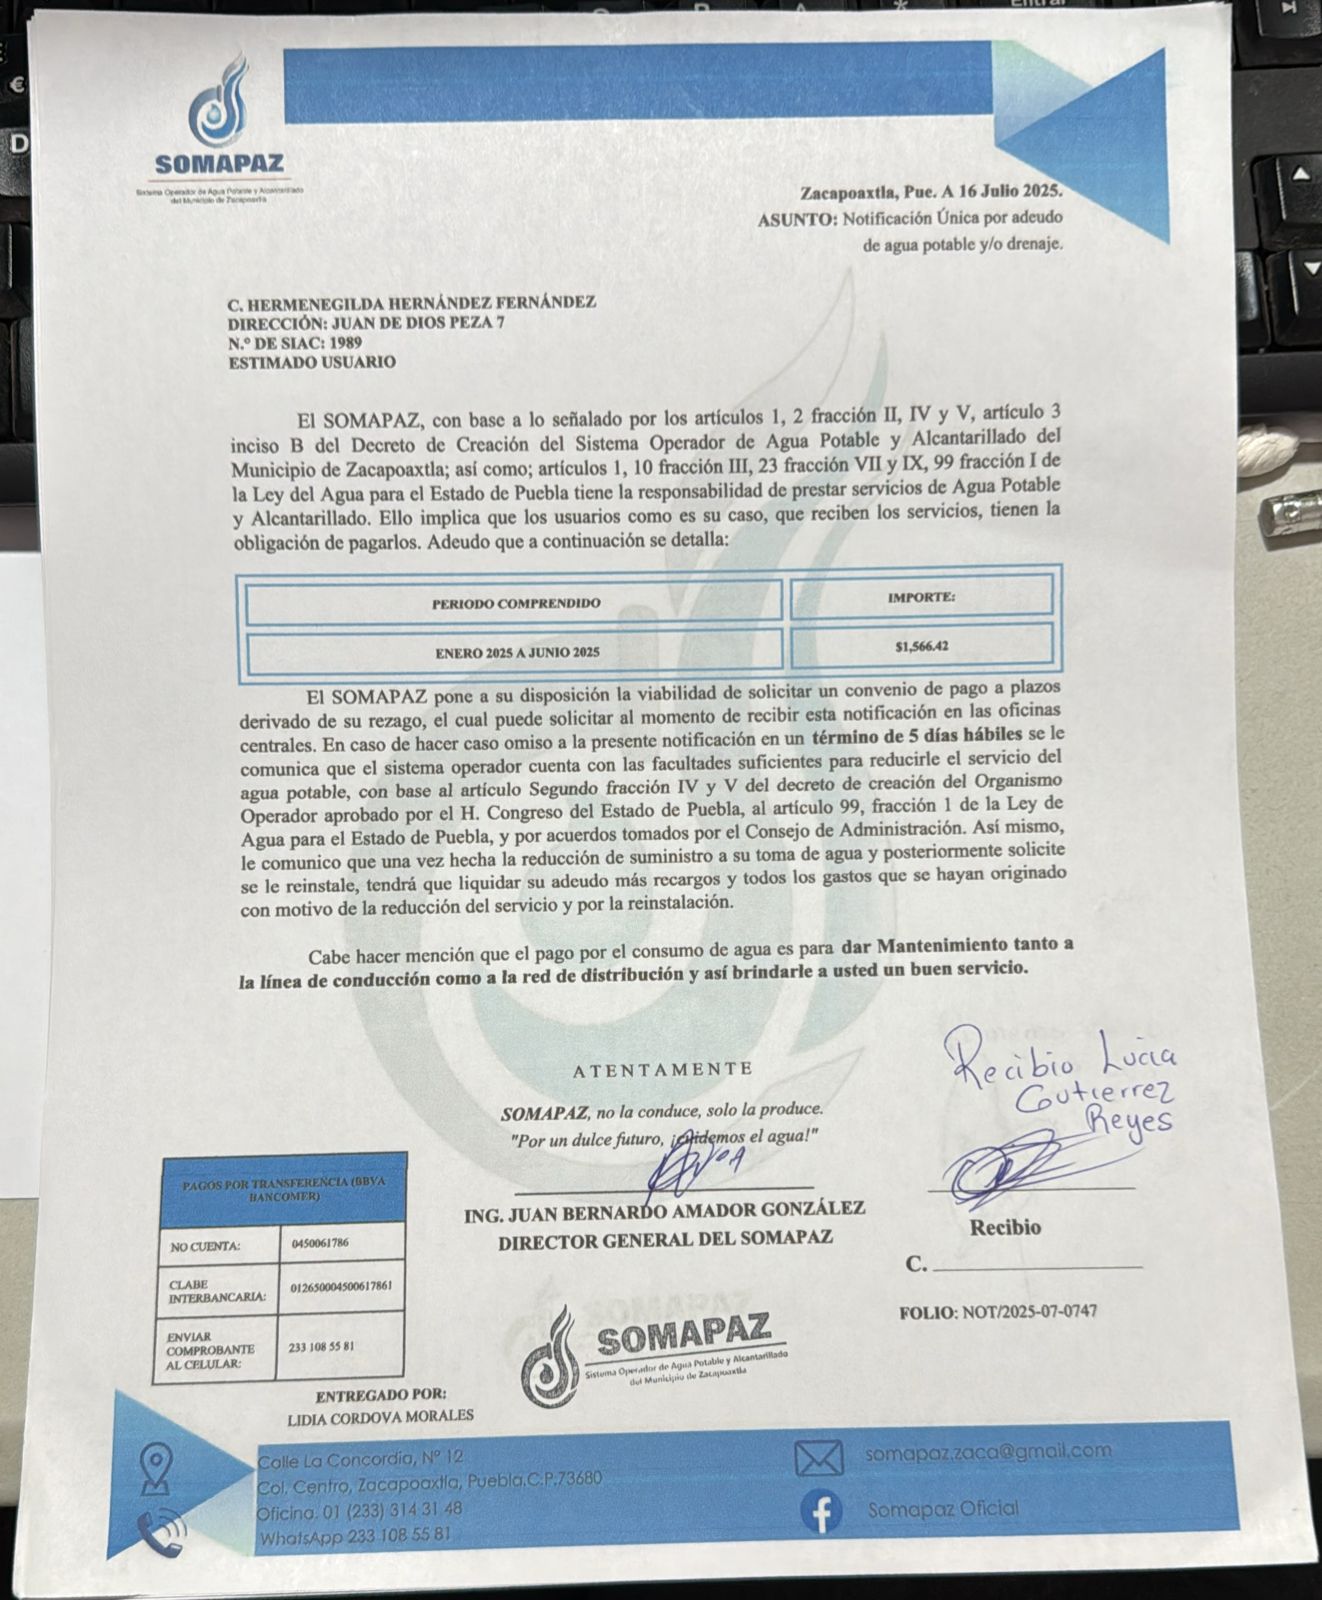 SOMAPAZ
Sistema Operador de Agua Potable y Alcantarillado
del Municipio de Zacapoaxtla
Zacapoaxtla, Pue. A 16 Julio 2025.
ASUNTO: Notificación Única por adeudo
de agua potable y/o drenaje.
C. HERMENEGILDA HERNÁNDEZ FERNÁNDEZ
DIRECCIÓN: JUAN DE DIOS PEZA 7
N.º DE SIAC: 1989
ESTIMADO USUARIO
El SOMAPAZ, con base a lo señalado por los artículos 1, 2 fracción II, IV y V, artículo 3
inciso B del Decreto de Creación del Sistema Operador de Agua Potable y Alcantarillado del
Municipio de Zacapoaxtla; así como; artículos 1, 10 fracción III, 23 fracción VII y IX, 99 fracción I de
la Ley del Agua para el Estado de Puebla tiene la responsabilidad de prestar servicios de Agua Potable
y Alcantarillado. Ello implica que los usuarios como es su caso, que reciben los servicios, tienen la
obligación de pagarlos. Adeudo que a continuación se detalla:
PERIODO COMPRENDIDO IMPORTE:
ENERO 2025 A JUNIO 2025 $1,566.42
El SOMAPAZ pone a su disposición la viabilidad de solicitar un convenio de pago a plazos
derivado de su rezago, el cual puede solicitar al momento de recibir esta notificación en las oficinas
centrales. En caso de hacer caso omiso a la presente notificación en un término de 5 días hábiles se le
comunica que el sistema operador cuenta con las facultades suficientes para reducirle el servicio del
agua potable, con base al artículo Segundo fracción IV y V del decreto de creación del Organismo
Operador aprobado por el H. Congreso del Estado de Puebla, al artículo 99, fracción 1 de la Ley de
Agua para el Estado de Puebla, y por acuerdos tomados por el Consejo de Administración. Así mismo,
le comunico que una vez hecha la reducción de suministro a su toma de agua y posteriormente solicite
se le reinstale, tendrá que liquidar su adeudo más recargos y todos los gastos que se hayan originado
con motivo de la reducción del servicio y por la reinstalación.
Cabe hacer mención que el pago por el consumo de agua es para dar Mantenimiento tanto a
la línea de conducción como a la red de distribución y así brindarle a usted un buen servicio.
ATENTAMENTE
SOMAPAZ, no la conduce, solo la produce.
"Por un dulce futuro, ¡Cuidemos el agua!"
ING. JUAN BERNARDO AMADOR GONZÁLEZ
DIRECTOR GENERAL DEL SOMAPAZ
Recibio Lucia
Gutierrez
Reyes
Recibio
C.
FOLIO: NOT/2025-07-0747
PAGOS POR TRANSFERENCIA (BBVA
BANCOMER)
NO CUENTA: 0450061786
CLABE
INTERBANCARIA: 012650004500617861
ENVIAR
COMPROBANTE
AL CELULAR: 233 108 55 81
ENTREGADO POR:
LIDIA CORDOVA MORALES
SOMAPAZ
Sistema Operador de Agua Potable y Alcantarillado
del Municipio de Zacapoaxtla
Calle La Concordia, Nº 12
Col. Centro, Zacapoaxtla, Puebla.C.P.73680
Oficina. 01 (233) 314 31 48
WhatsApp 233 108 55 81
somapaz.zaca@gmail.com
Somapaz Oficial